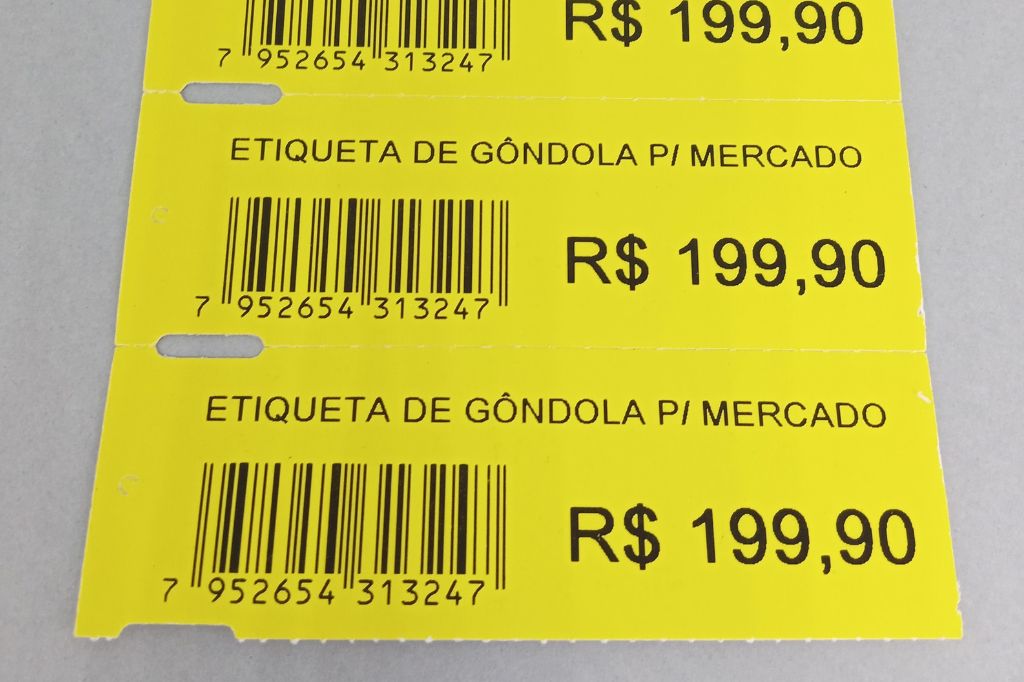 R$ 199,90
7 952654 313247
ETIQUETA DE GÔNDOLA P/ MERCADO
R$ 199,90
7 952654 313247
ETIQUETA DE GÔNDOLA P/ MERCADO
R$ 199,90
7 952654 313247